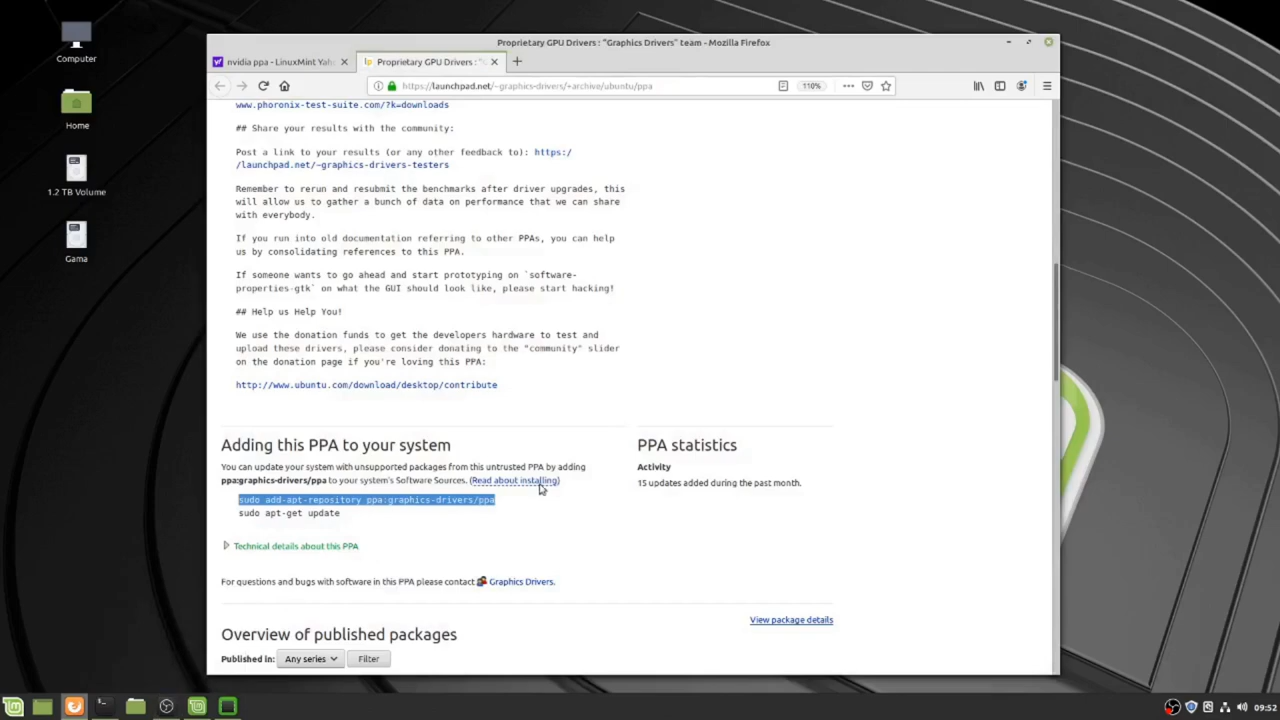 Computer
Home
1.2 TB Volume
Gama
Proprietary GPU Drivers : "Graphics Drivers" team - Mozilla Firefox
nvidia ppa - LinuxMint Yah
Proprietary GPU Drivers : "G
https://launchpad.net/~graphics-drivers/+archive/ubuntu/ppa
110%
www.phoronix-test-suite.com/?k=downloads
## Share your results with the community:
Post a link to your results (or any other feedback to): https:/
/launchpad.net/~graphics-drivers-testers
Remember to rerun and resubmit the benchmarks after driver upgrades, this
will allow us to gather a bunch of data on performance that we can share
with everybody.
If you run into old documentation referring to other PPAs, you can help
us by consolidating references to this PPA.
If someone wants to go ahead and start prototyping on `software-
properties-gtk` on what the GUI should look like, please start hacking!
## Help us Help You!
We use the donation funds to get the developers hardware to test and
upload these drivers, please consider donating to the "community" slider
on the donation page if you're loving this PPA:
http://www.ubuntu.com/download/desktop/contribute
Adding this PPA to your system
You can update your system with unsupported packages from this untrusted PPA by adding
ppa:graphics-drivers/ppa to your system's Software Sources. (Read about installing)
sudo add-apt-repository ppa:graphics-drivers/ppa
sudo apt-get update
Technical details about this PPA
For questions and bugs with software in this PPA please contact Graphics Drivers.
PPA statistics
Activity
15 updates added during the past month.
View package details
Overview of published packages
Published in: Any series Filter
09:52